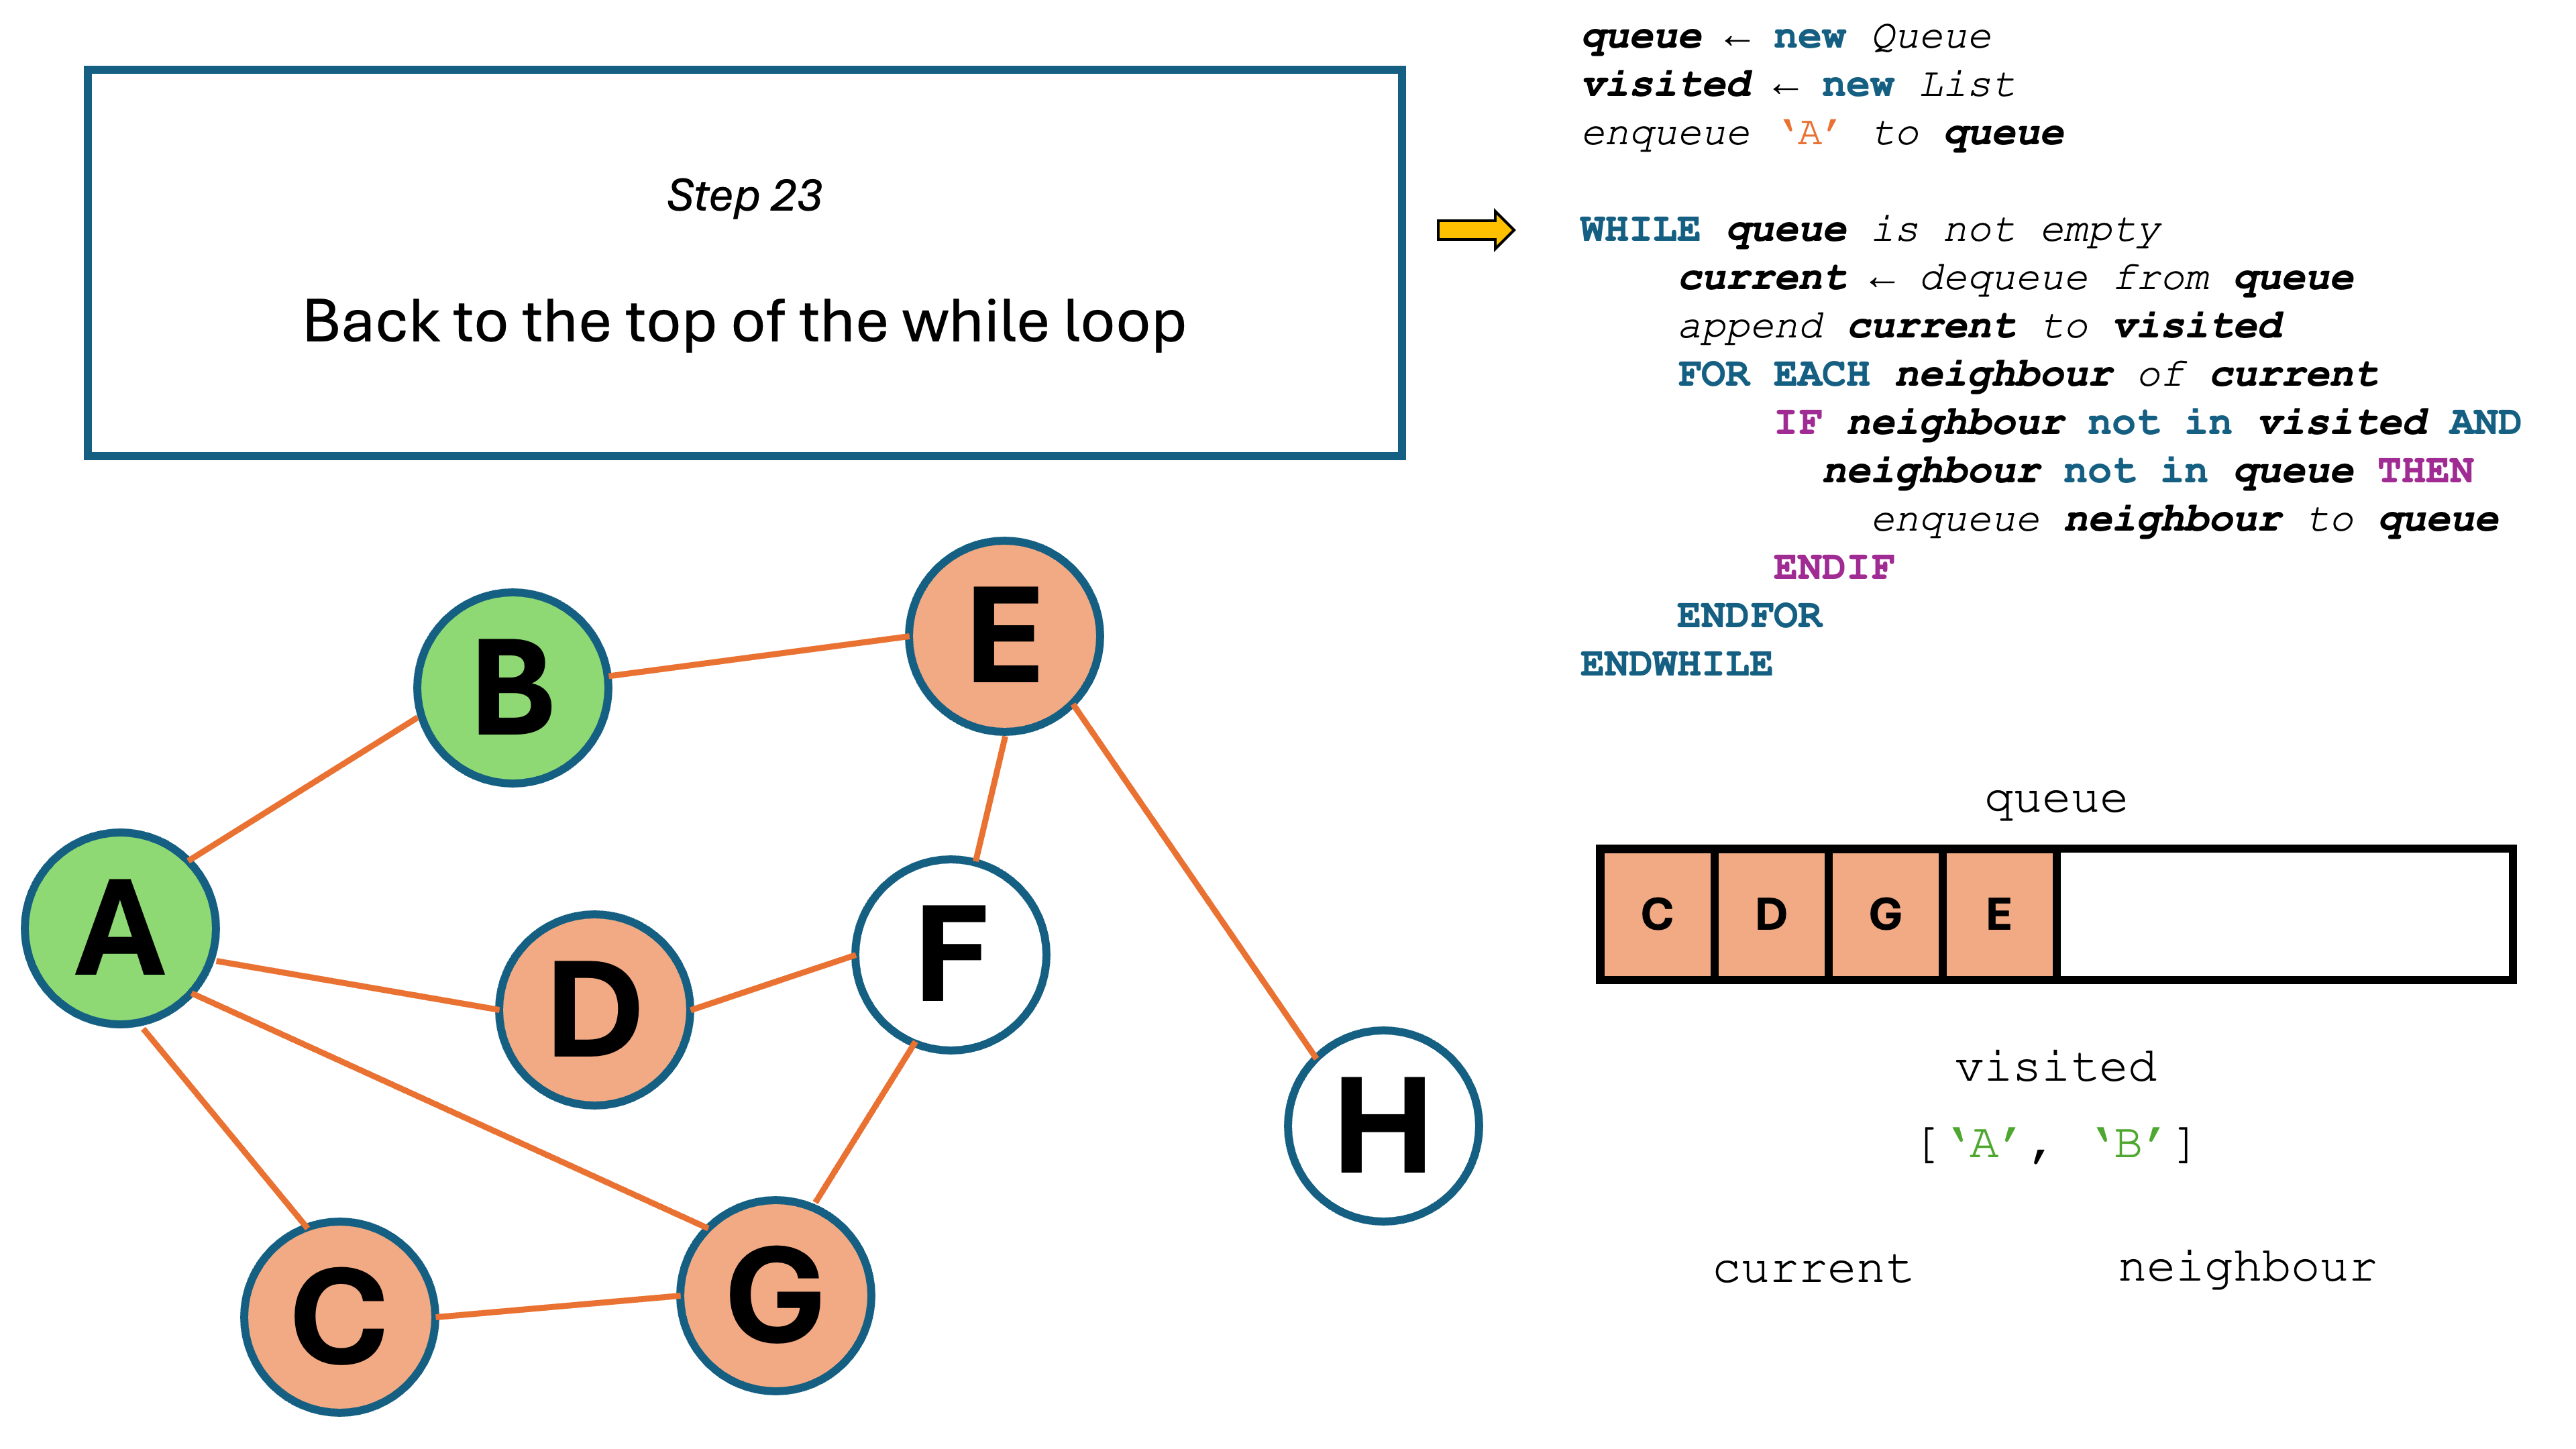 Step 23
Back to the top of the while loop
queue ← new Queue
visited ← new List
enqueue ‘A’ to queue
WHILE queue is not empty
current ← dequeue from queue
append current to visited
FOR EACH neighbour of current
IF neighbour not in visited AND
neighbour not in queue THEN
enqueue neighbour to queue
ENDIF
ENDFOR
ENDWHILE
B
E
A
D
F
H
C
G
queue
C D G E
visited
[‘A’, ‘B’]
current neighbour